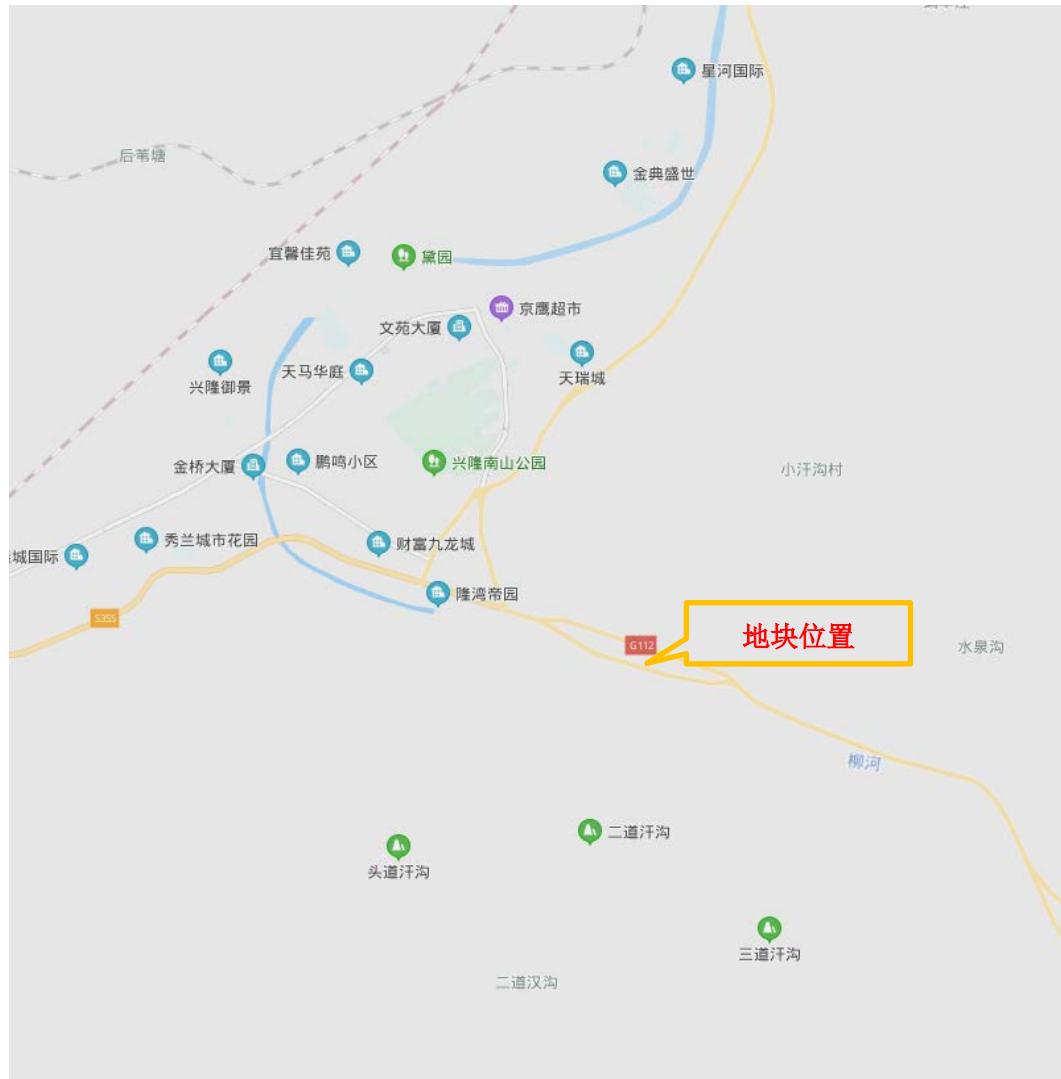 星河国际
后苇塘
金典盛世
宜馨佳苑
黛园
京鹰超市
文苑大厦
兴隆御景
天马华庭
天瑞城
金桥大厦
鹏鸣小区
兴隆南山公园
小汗沟村
城国际
秀兰城市花园
财富九龙城
隆湾帝园
S355
G112
地块位置
水泉沟
柳河
二道汗沟
头道汗沟
三道汗沟
二道汉沟